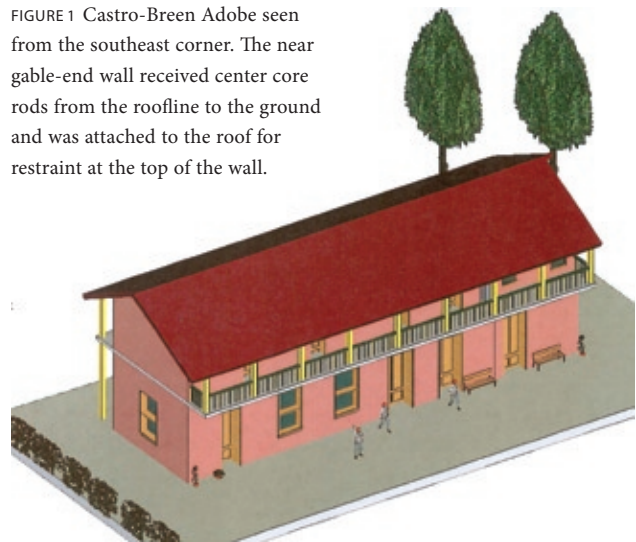 FIGURE 1 Castro-Breen Adobe seen
from the southeast corner. The near
gable-end wall received center core
rods from the roofline to the ground
and was attached to the roof for
restraint at the top of the wall.